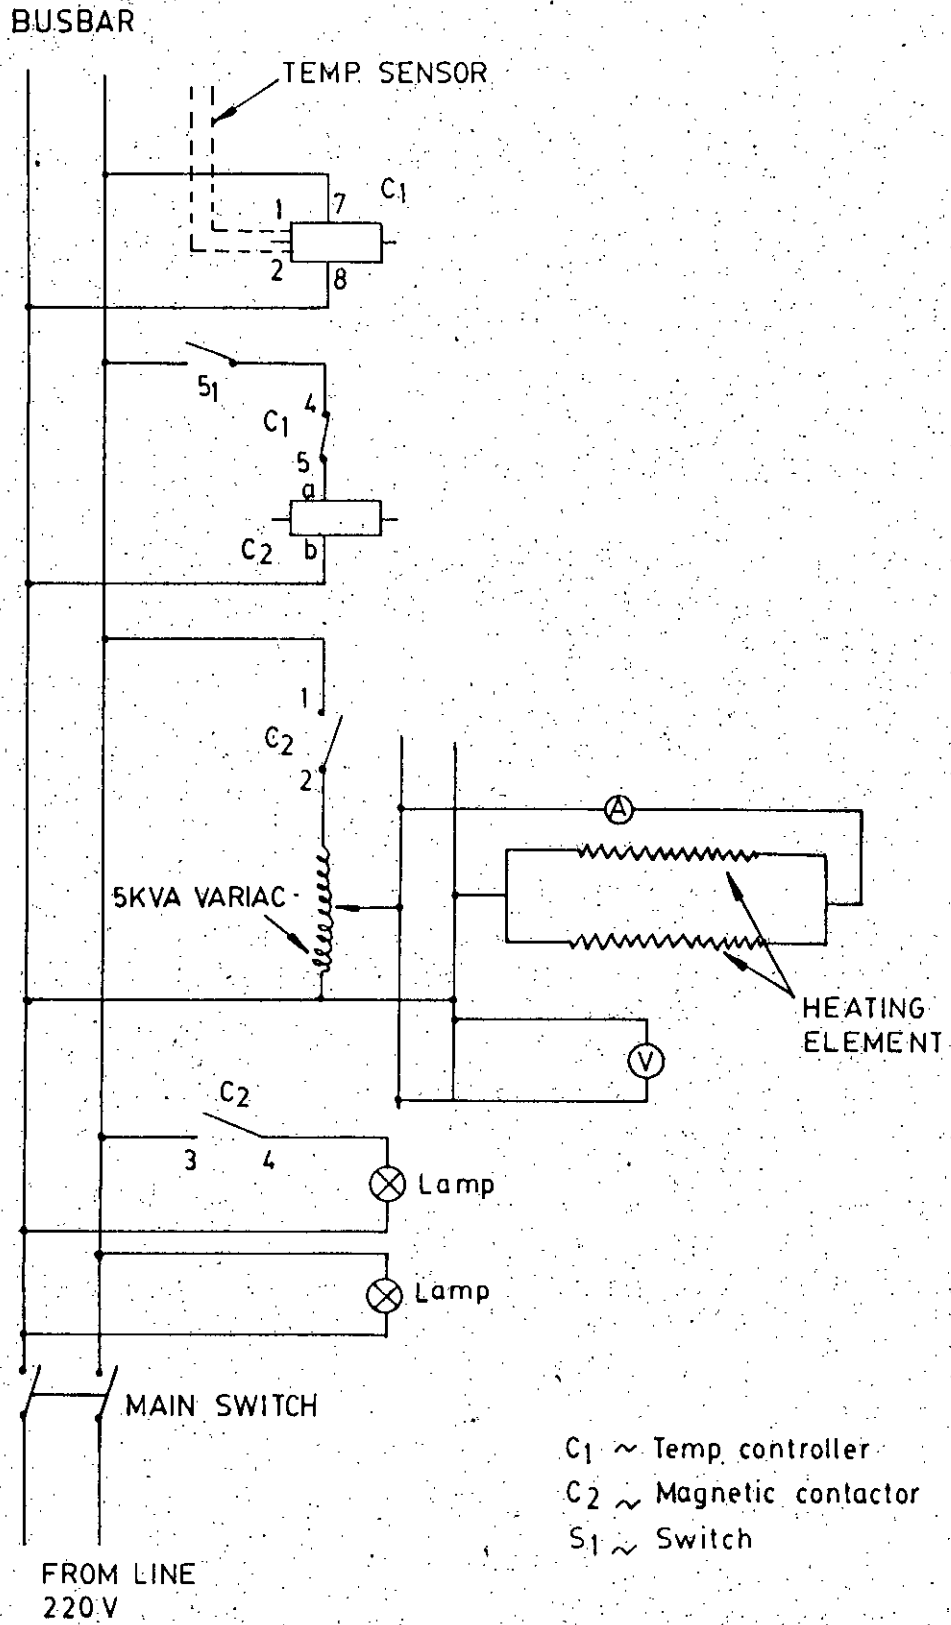 BUSBAR
TEMP. SENSOR
C1
1
7
2
8
S1
4
C1
5
a
C2
b
1
C2
2
A
5KVA VARIAC
HEATING
ELEMENT
V
C2
3
4
Lamp
Lamp
MAIN SWITCH
C1 ~ Temp. controller
C2 ~ Magnetic contactor
S1 ~ Switch
FROM LINE
220V